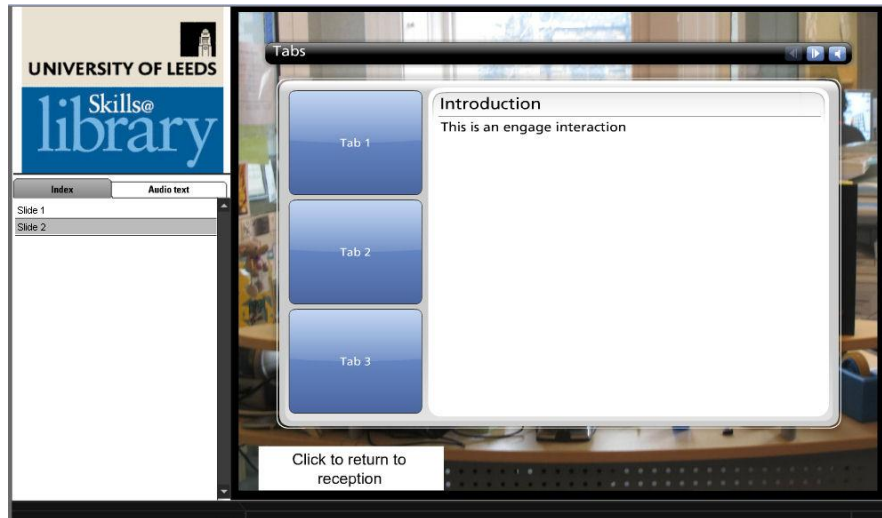 UNIVERSITY OF LEEDS
Skills@
library
Index
Audio text
Slide 1
Slide 2
Tabs
Tab 1
Tab 2
Tab 3
Introduction
This is an engage interaction
Click to return to
reception